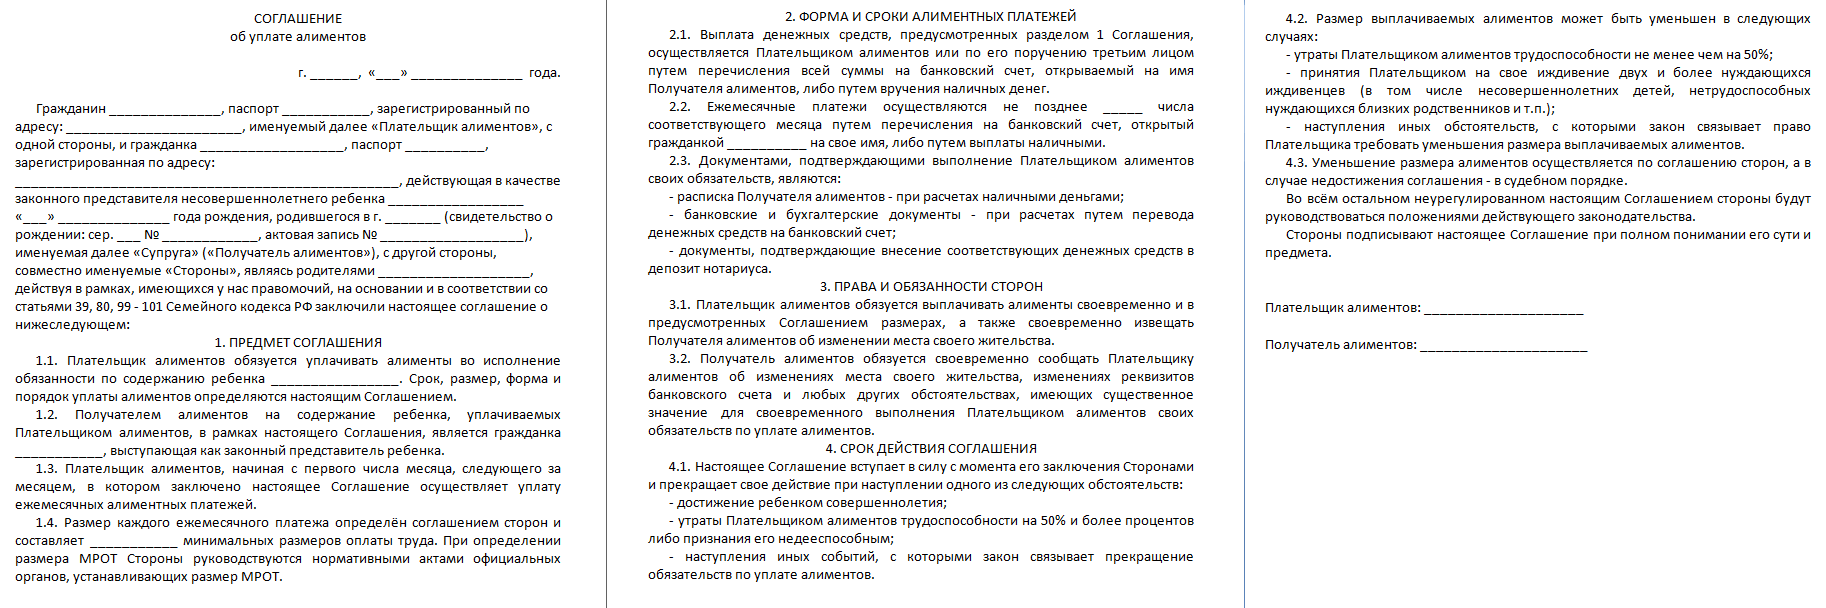 СОГЛАШЕНИЕ
об уплате алиментов
г. ______, «___» ______________ года.
Гражданин ______________, паспорт ___________, зарегистрированный по
адресу: ______________________, именуемый далее «Плательщик алиментов», с
одной стороны, и гражданка __________________, паспорт __________,
зарегистрированная по адресу:
________________________________________________, действующая в качестве
законного представителя несовершеннолетнего ребенка _________________
«___» ______________ года рождения, родившегося в г. _______ (свидетельство о
рождении: сер. ___ № ____________, актовая запись № __________________),
именуемая далее «Супруга» («Получатель алиментов»), с другой стороны,
совместно именуемые «Стороны», являясь родителями ___________________,
действуя в рамках, имеющихся у нас правомочий, на основании и в соответствии со
статьями 39, 80, 99 - 101 Семейного кодекса РФ заключили настоящее соглашение о
нижеследующем:
1. ПРЕДМЕТ СОГЛАШЕНИЯ
1.1. Плательщик алиментов обязуется уплачивать алименты во исполнение
обязанности по содержанию ребенка ________________. Срок, размер, форма и
порядок уплаты алиментов определяются настоящим Соглашением.
1.2. Получателем алиментов на содержание ребенка, уплачиваемых
Плательщиком алиментов, в рамках настоящего Соглашения, является гражданка
___________, выступающая как законный представитель ребенка.
1.3. Плательщик алиментов, начиная с первого числа месяца, следующего за
месяцем, в котором заключено настоящее Соглашение осуществляет уплату
ежемесячных алиментных платежей.
1.4. Размер каждого ежемесячного платежа определён соглашением сторон и
составляет ___________ минимальных размеров оплаты труда. При определении
размера МРОТ Стороны руководствуются нормативными актами официальных
органов, устанавливающих размер МРОТ.
2. ФОРМА И СРОКИ АЛИМЕНТНЫХ ПЛАТЕЖЕЙ
2.1. Выплата денежных средств, предусмотренных разделом 1 Соглашения,
осуществляется Плательщиком алиментов или по его поручению третьим лицом
путем перечисления всей суммы на банковский счет, открываемый на имя
Получателя алиментов, либо путем вручения наличных денег.
2.2. Ежемесячные платежи осуществляются не позднее _____ числа
соответствующего месяца путем перечисления на банковский счет, открытый
гражданкой __________ на свое имя, либо путем выплаты наличными.
2.3. Документами, подтверждающими выполнение Плательщиком алиментов
своих обязательств, являются:
- расписка Получателя алиментов - при расчетах наличными деньгами;
- банковские и бухгалтерские документы - при расчетах путем перевода
денежных средств на банковский счет;
- документы, подтверждающие внесение соответствующих денежных средств в
депозит нотариуса.
3. ПРАВА И ОБЯЗАННОСТИ СТОРОН
3.1. Плательщик алиментов обязуется выплачивать алименты своевременно и в
предусмотренных Соглашением размерах, а также своевременно извещать
Получателя алиментов об изменении места своего жительства.
3.2. Получатель алиментов обязуется своевременно сообщать Плательщику
алиментов об изменениях места своего жительства, изменениях реквизитов
банковского счета и любых других обстоятельствах, имеющих существенное
значение для своевременного выполнения Плательщиком алиментов своих
обязательств по уплате алиментов.
4. СРОК ДЕЙСТВИЯ СОГЛАШЕНИЯ
4.1. Настоящее Соглашение вступает в силу с момента его заключения Сторонами
и прекращает свое действие при наступлении одного из следующих обстоятельств:
- достижение ребенком совершеннолетия;
- утраты Плательщиком алиментов трудоспособности на 50% и более процентов
либо признания его недееспособным;
- наступления иных событий, с которыми закон связывает прекращение
обязательств по уплате алиментов.
4.2. Размер выплачиваемых алиментов может быть уменьшен в следующих
случаях:
- утраты Плательщиком алиментов трудоспособности не менее чем на 50%;
- принятия Плательщиком на свое иждивение двух и более нуждающихся
иждивенцев (в том числе несовершеннолетних детей, нетрудоспособных
нуждающихся близких родственников и т.п.);
- наступления иных обстоятельств, с которыми закон связывает право
Плательщика требовать уменьшения размера выплачиваемых алиментов.
4.3. Уменьшение размера алиментов осуществляется по соглашению сторон, а в
случае недостижения соглашения - в судебном порядке.
Во всём остальном неурегулированном настоящим Соглашением стороны будут
руководствоваться положениями действующего законодательства.
Стороны подписывают настоящее Соглашение при полном понимании его сути и
предмета.
Плательщик алиментов: ____________________
Получатель алиментов: _____________________